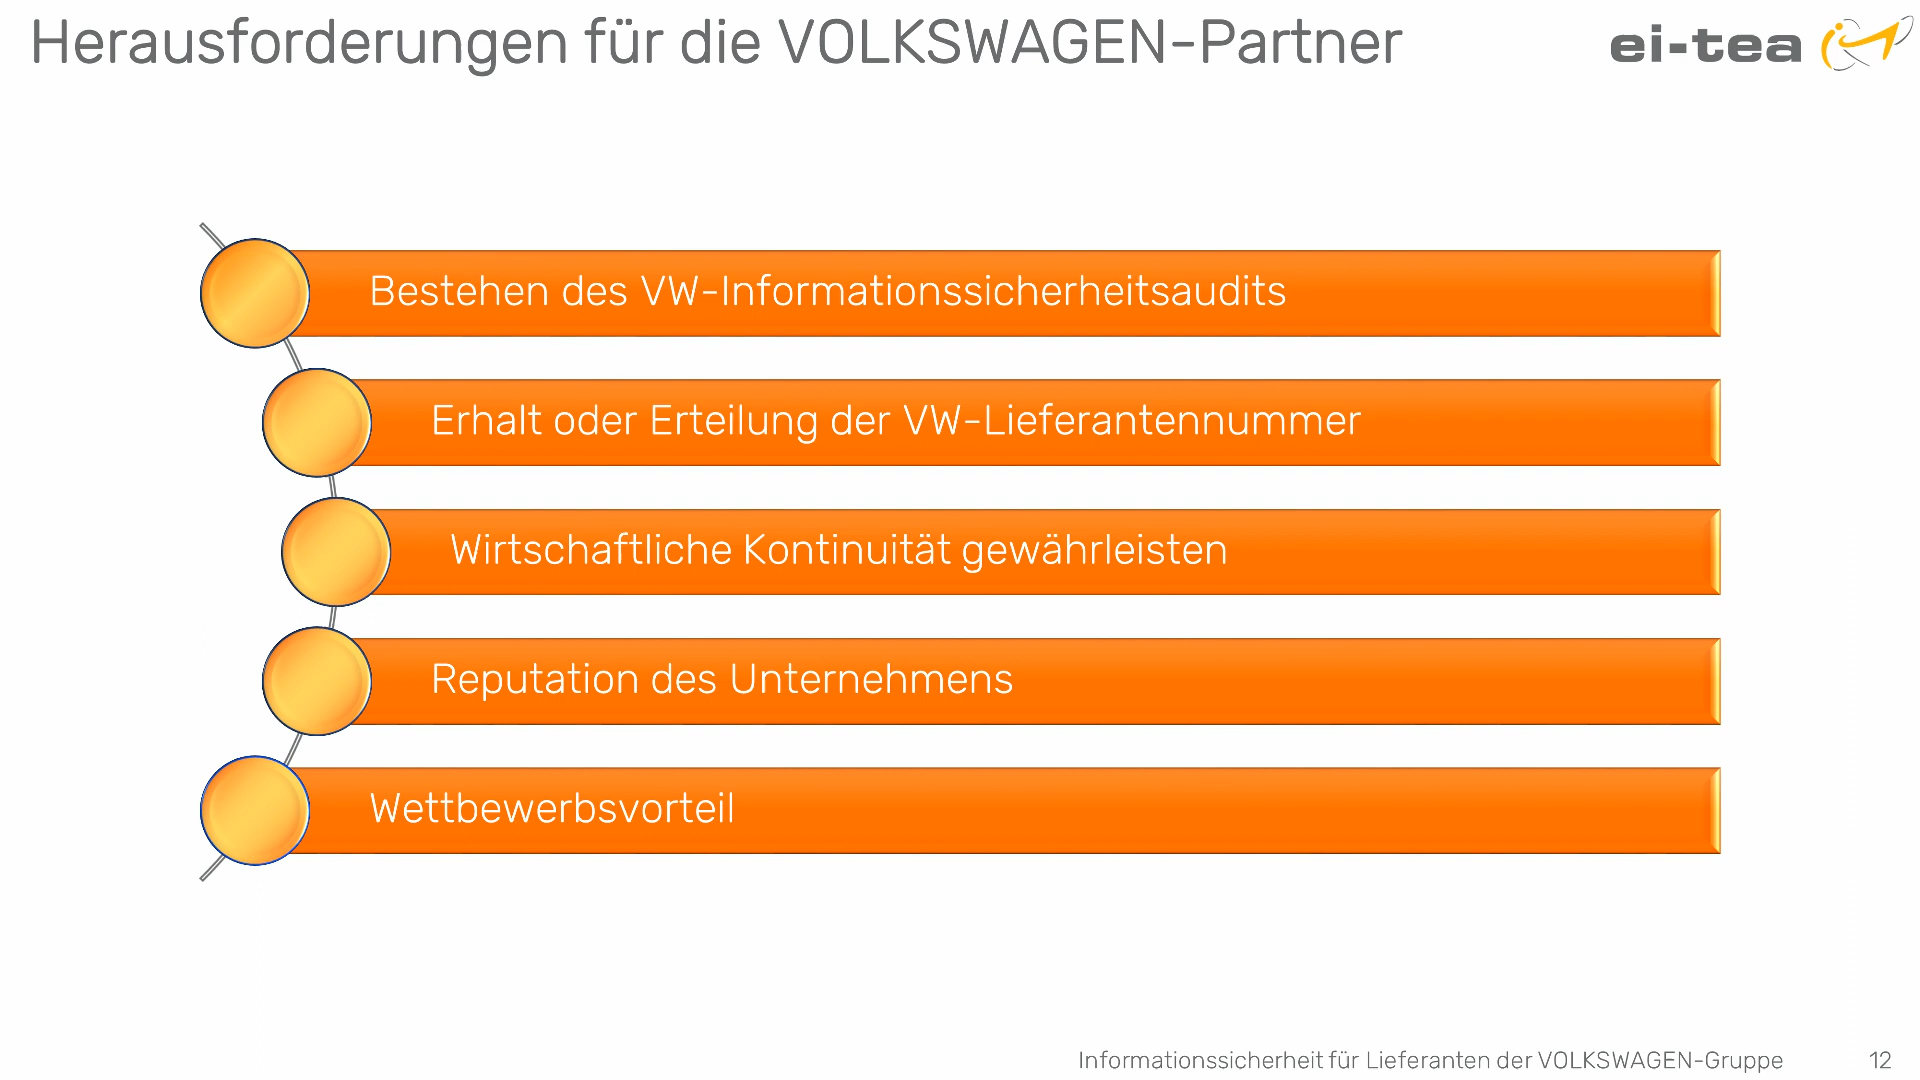 Herausforderungen für die VOLKSWAGEN-Partner
ei-tea
Bestehen des VW-Informationssicherheitsaudits
Erhalt oder Erteilung der VW-Lieferantennummer
Wirtschaftliche Kontinuität gewährleisten
Reputation des Unternehmens
Wettbewerbsvorteil
Informationssicherheit für Lieferanten der VOLKSWAGEN-Gruppe 12